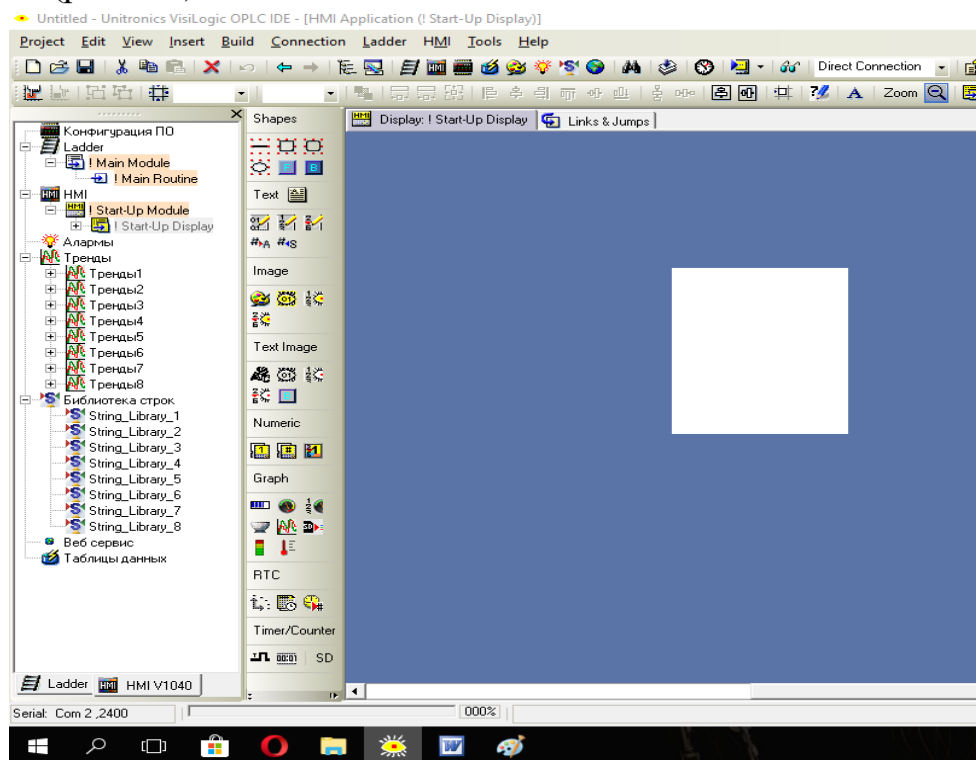 Untitled - Unitronics VisiLogic OPLC IDE - [HMI Application (! Start-Up Display)]
Project Edit View Insert Build Connection Ladder HMI Tools Help
Direct Connection
Zoom
Конфигурация ПО
Ladder
! Main Module
! Main Routine
HMI
! Start-Up Module
! Start-Up Display
Алармы
Тренды
Тренды1
Тренды2
Тренды3
Тренды4
Тренды5
Тренды6
Тренды7
Тренды8
Библиотека строк
String_Library_1
String_Library_2
String_Library_3
String_Library_4
String_Library_5
String_Library_6
String_Library_7
String_Library_8
Веб сервис
Таблицы данных
Ladder HMI V1040
Shapes
Text
Image
Text Image
Numeric
Graph
RTC
Timer/Counter
SD
Display: ! Start-Up Display Links & Jumps
Serial: Com 2 ,2400
000%